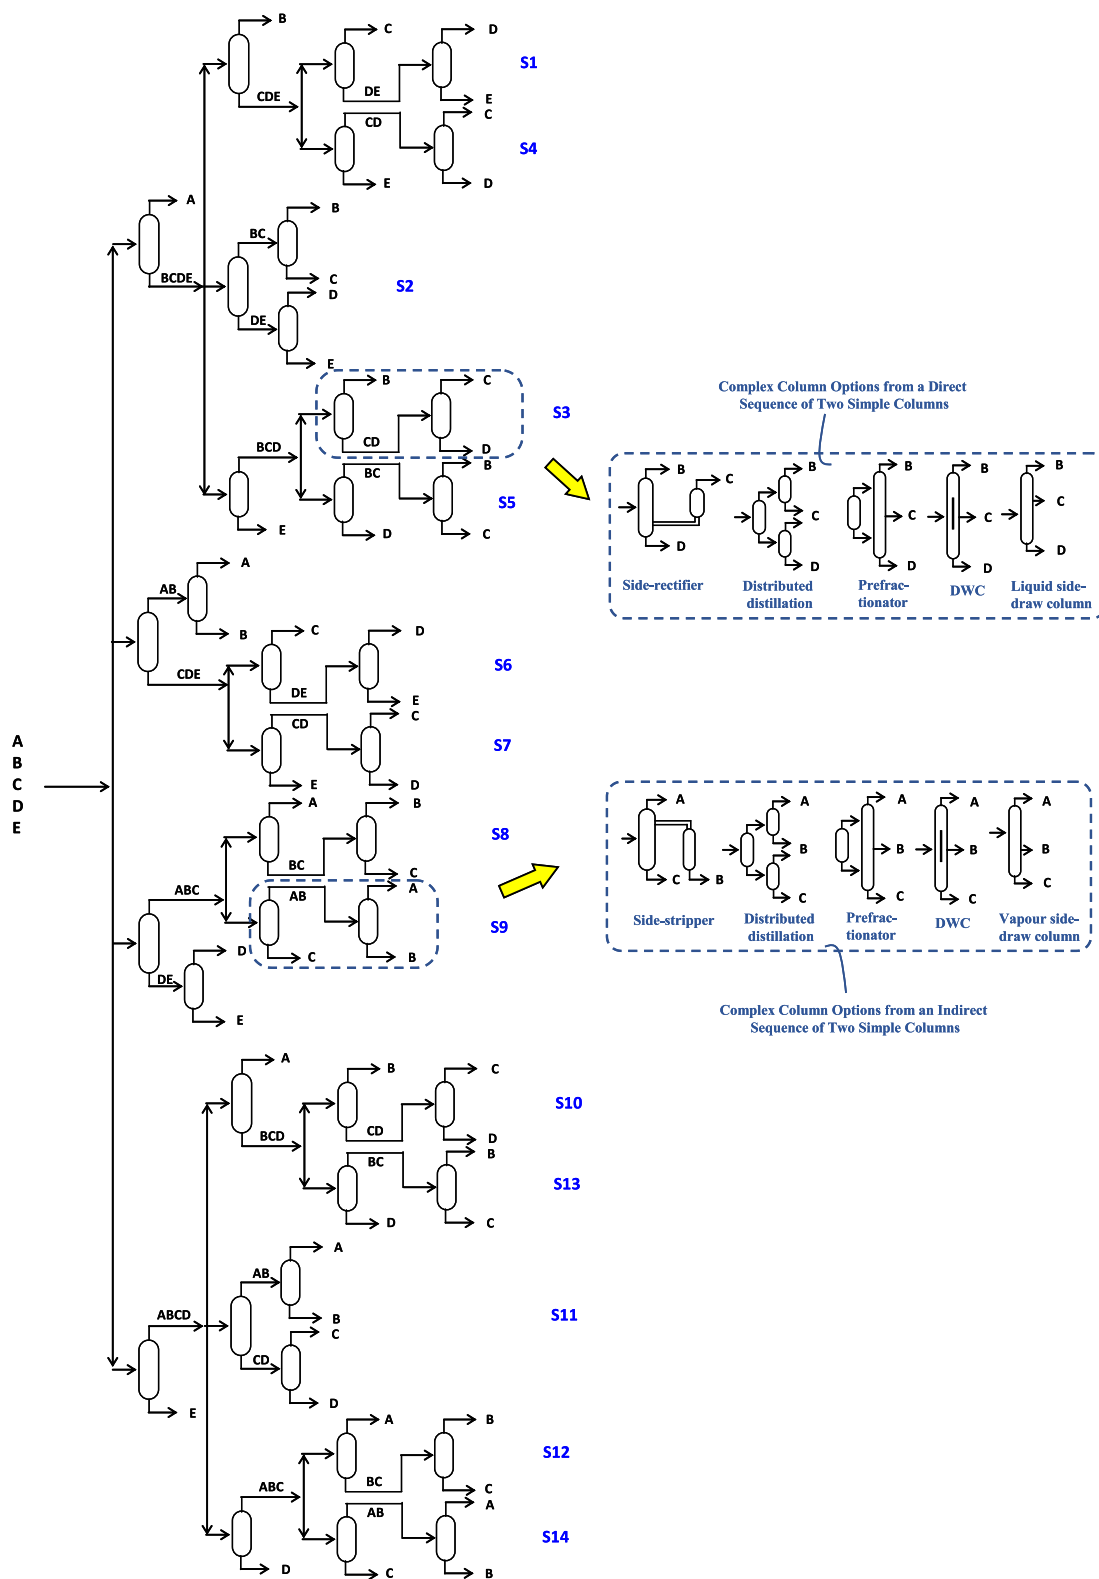 B
C
D
S1
DE
CDE
E
C
CD
S4
E
D
A
B
BC
BCDE
C
S2
D
DE
E
B
C
S3
BCD
CD
D
BC
B
S5
E
D
C
Complex Column Options from a Direct
Sequence of Two Simple Columns
B
C
D
Side-rectifier
B
C
D
Distributed
distillation
B
C
D
Prefrac-
tionator
B
C
D
DWC
B
C
D
Liquid side-
draw column
A
AB
B
C
D
S6
CDE
DE
E
C
CD
S7
E
D
A
B
C
D
E
A
B
S8
BC
C
ABC
A
AB
S9
C
B
D
DE
E
A
C
B
Side-stripper
A
B
C
Distributed
distillation
A
B
C
Prefrac-
tionator
A
B
C
DWC
A
B
C
Vapour side-
draw column
Complex Column Options from an Indirect
Sequence of Two Simple Columns
A
B
C
S10
BCD
CD
D
B
BC
S13
D
C
A
AB
ABCD
B
S11
C
CD
D
E
A
B
S12
ABC
BC
C
A
AB
S14
D
C
B